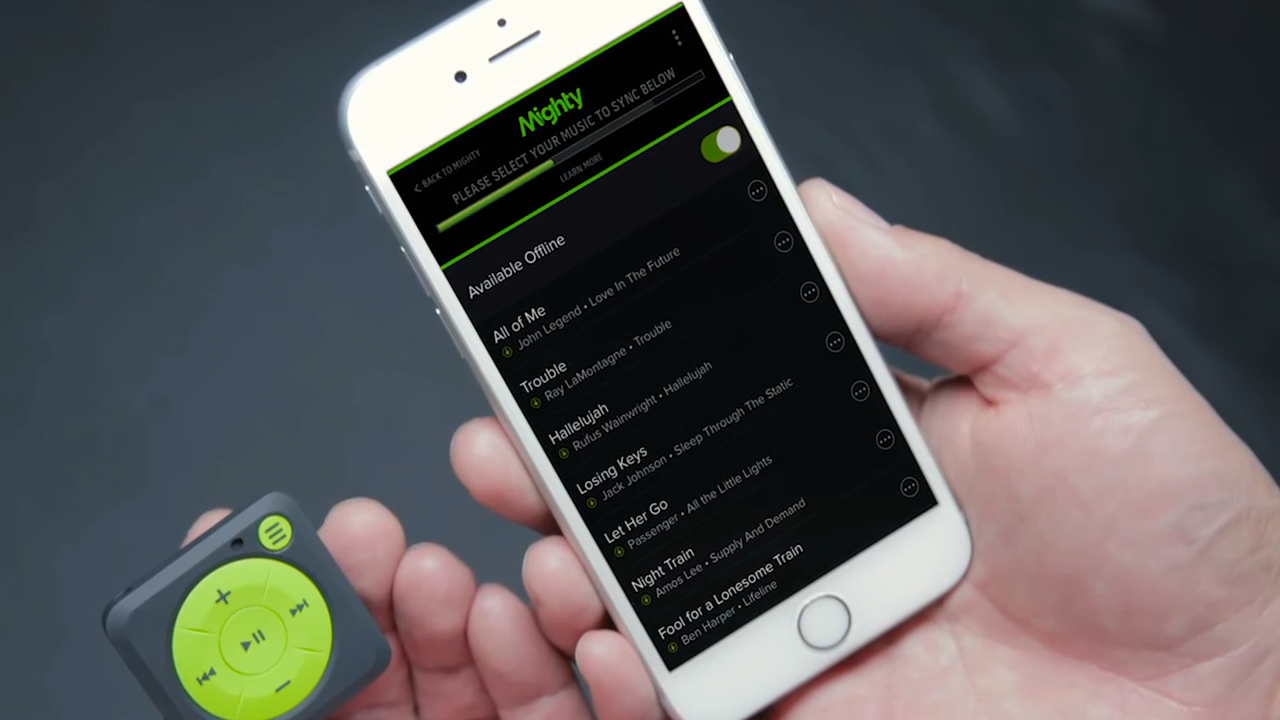 Mighty
< BACK TO MIGHTY
PLEASE SELECT YOUR MUSIC TO SYNC BELOW
LEARN MORE
Available Offline
All of Me
John Legend • Love In The Future
Trouble
Ray LaMontagne • Trouble
Hallelujah
Rufus Wainwright • Hallelujah
Losing Keys
Jack Johnson • Sleep Through The Static
Let Her Go
Passenger • All the Little Lights
Night Train
Amos Lee • Supply And Demand
Fool for a Lonesome Train
Ben Harper • Lifeline